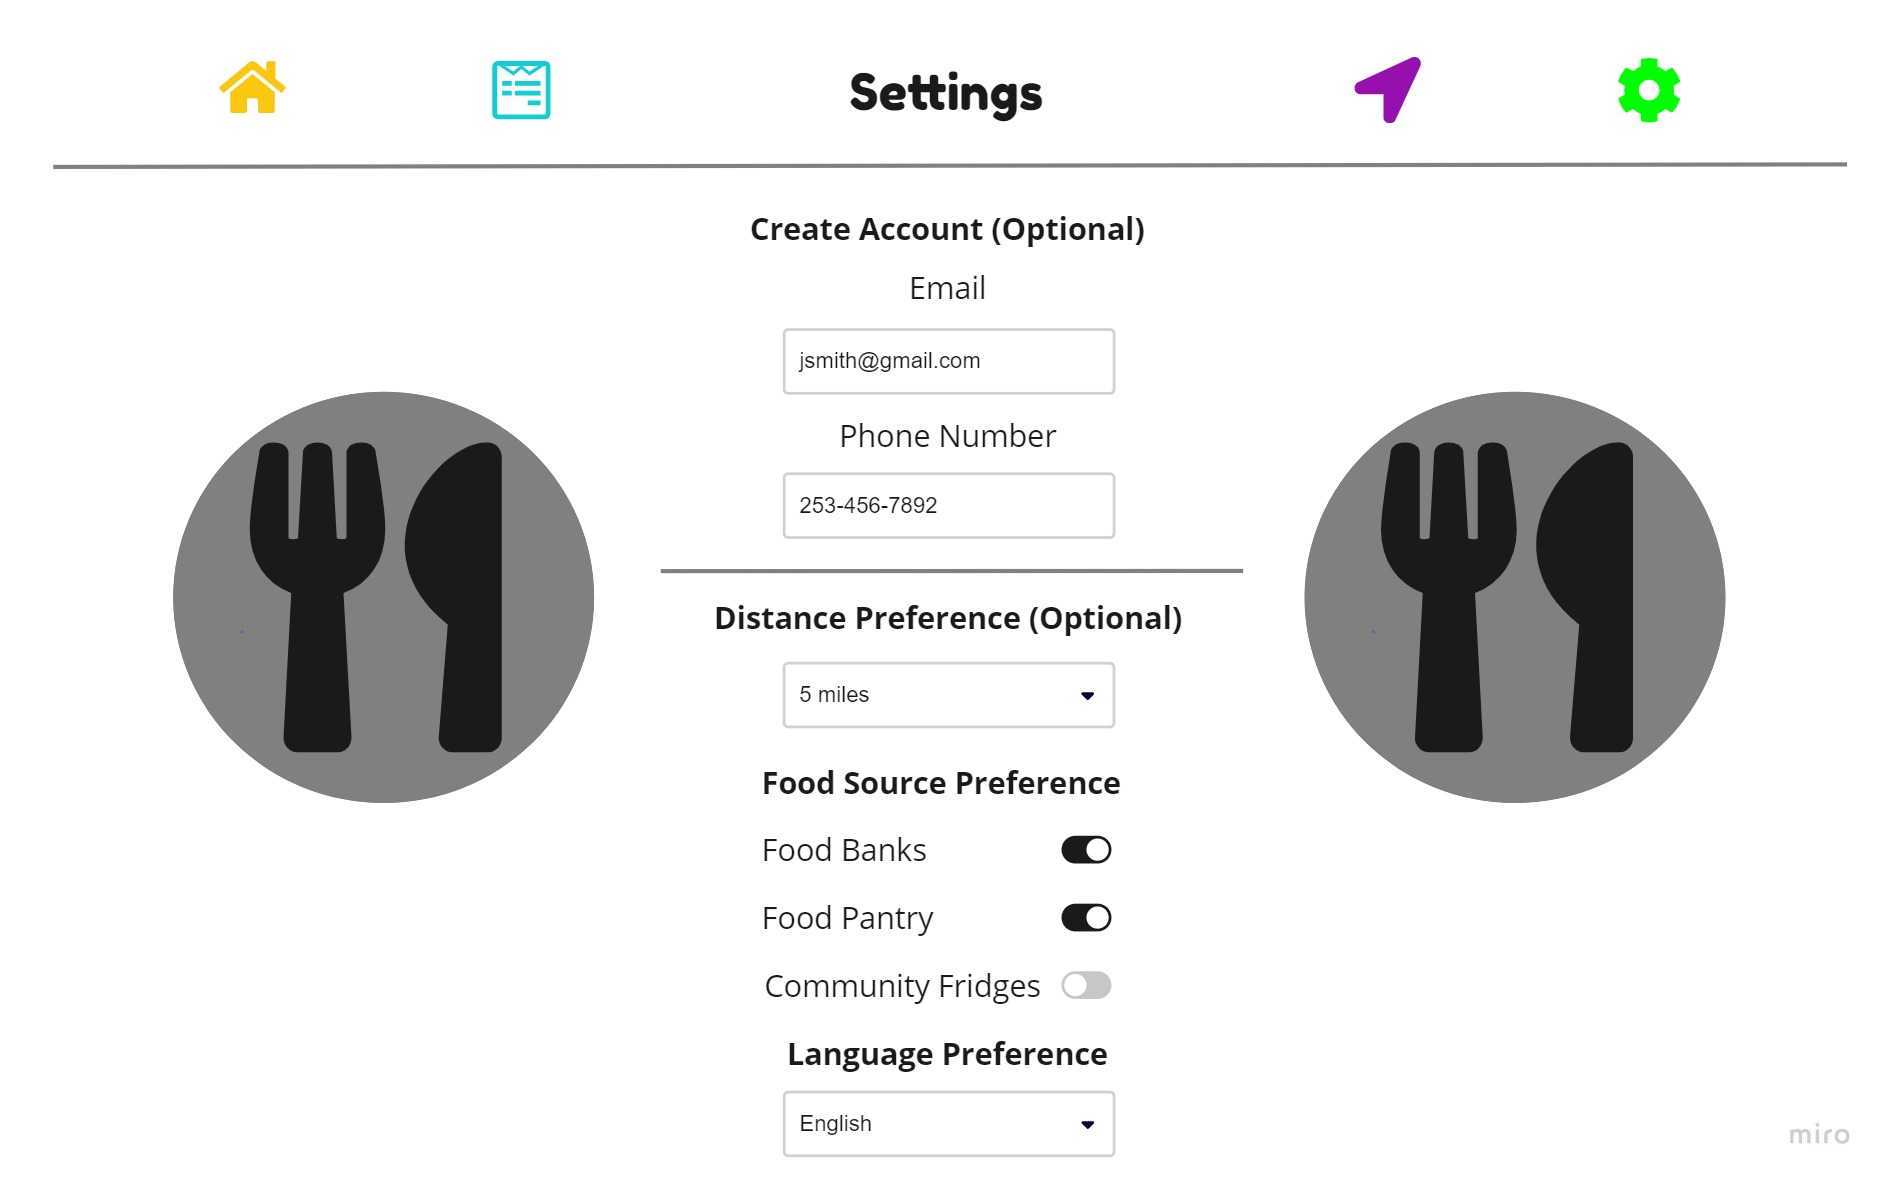 Settings
Create Account (Optional)
Email
jsmith@gmail.com
Phone Number
253-456-7892
Distance Preference (Optional)
5 miles
Food Source Preference
Food Banks
Food Pantry
Community Fridges
Language Preference
English
miro